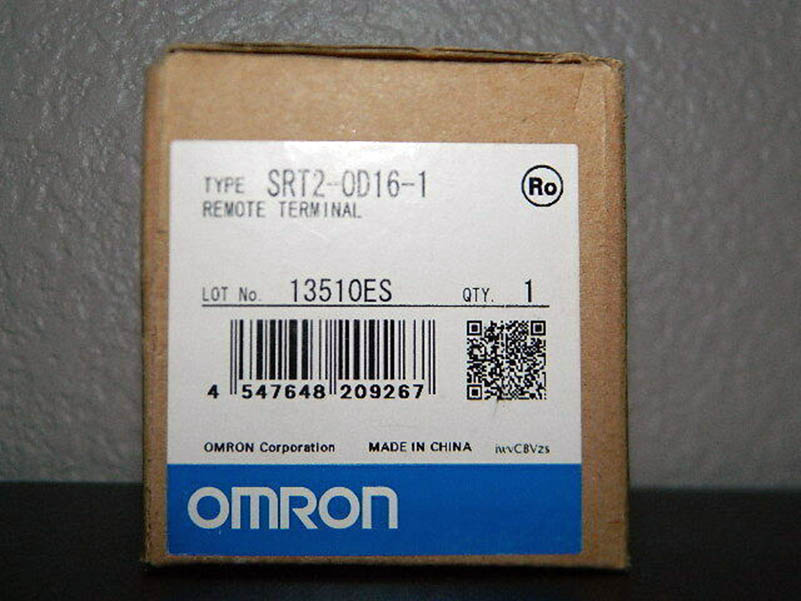 TYPE SRT2-OD16-1
Ro
REMOTE TERMINAL
LOT No. 13510ES QTY. 1
4 547648 209267
OMRON Corporation MADE IN CHINA
OMRON